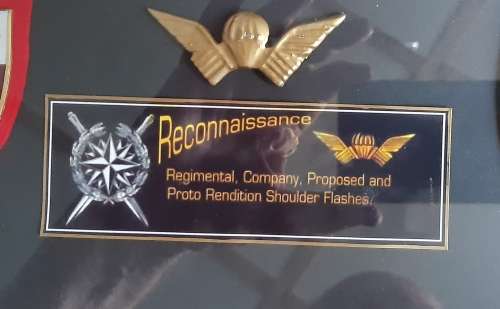 Reconnaissance
Regimental, Company, Proposed and
Proto Rendition Shoulder Flashes.